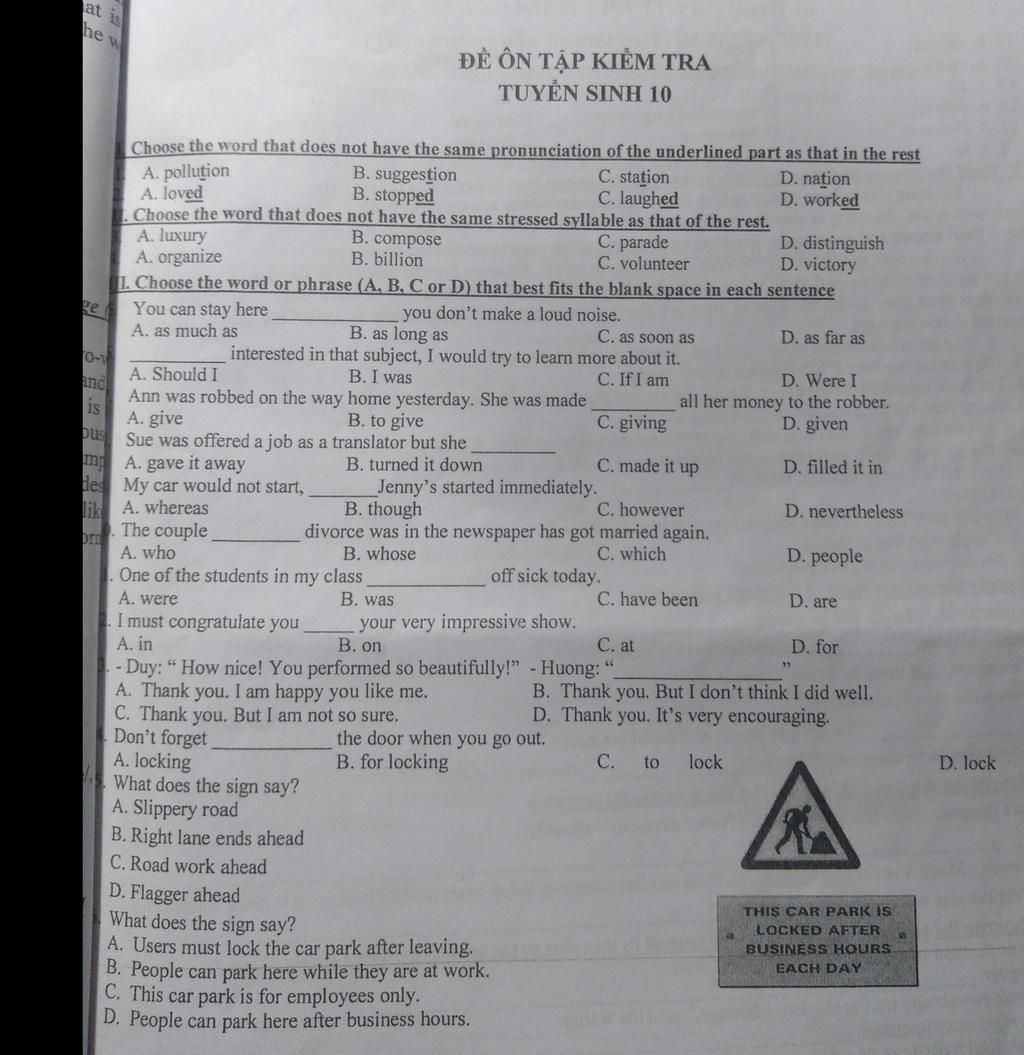 at is
he w
ĐỀ ÔN TẬP KIỂM TRA
TUYỂN SINH 10
. Choose the word that does not have the same pronunciation of the underlined part as that in the rest
A. pollution B. suggestion C. station D. nation
A. loved B. stopped C. laughed D. worked
I. Choose the word that does not have the same stressed syllable as that of the rest.
A. luxury B. compose C. parade D. distinguish
A. organize B. billion C. volunteer D. victory
II. Choose the word or phrase (A, B, C or D) that best fits the blank space in each sentence
You can stay here ____________ you don't make a loud noise.
A. as much as B. as long as C. as soon as D. as far as
__________ interested in that subject, I would try to learn more about it.
A. Should I B. I was C. If I am D. Were I
Ann was robbed on the way home yesterday. She was made _________ all her money to the robber.
A. give B. to give C. giving D. given
Sue was offered a job as a translator but she _________
A. gave it away B. turned it down C. made it up D. filled it in
My car would not start, _______Jenny's started immediately.
A. whereas B. though C. however D. nevertheless
. The couple _________ divorce was in the newspaper has got married again.
A. who B. whose C. which D. people
. One of the students in my class ____________ off sick today.
A. were B. was C. have been D. are
2. I must congratulate you _____ your very impressive show.
A. in B. on C. at D. for
3. - Duy: “ How nice! You performed so beautifully!” - Huong: “_________________”
A. Thank you. I am happy you like me. B. Thank you. But I don't think I did well.
C. Thank you. But I am not so sure. D. Thank you. It's very encouraging.
. Don't forget ____________ the door when you go out.
A. locking B. for locking C. to lock D. lock
. What does the sign say?
A. Slippery road
B. Right lane ends ahead
C. Road work ahead
D. Flagger ahead
. What does the sign say?
A. Users must lock the car park after leaving.
B. People can park here while they are at work.
C. This car park is for employees only.
D. People can park here after business hours.
THIS CAR PARK IS
LOCKED AFTER
BUSINESS HOURS
EACH DAY